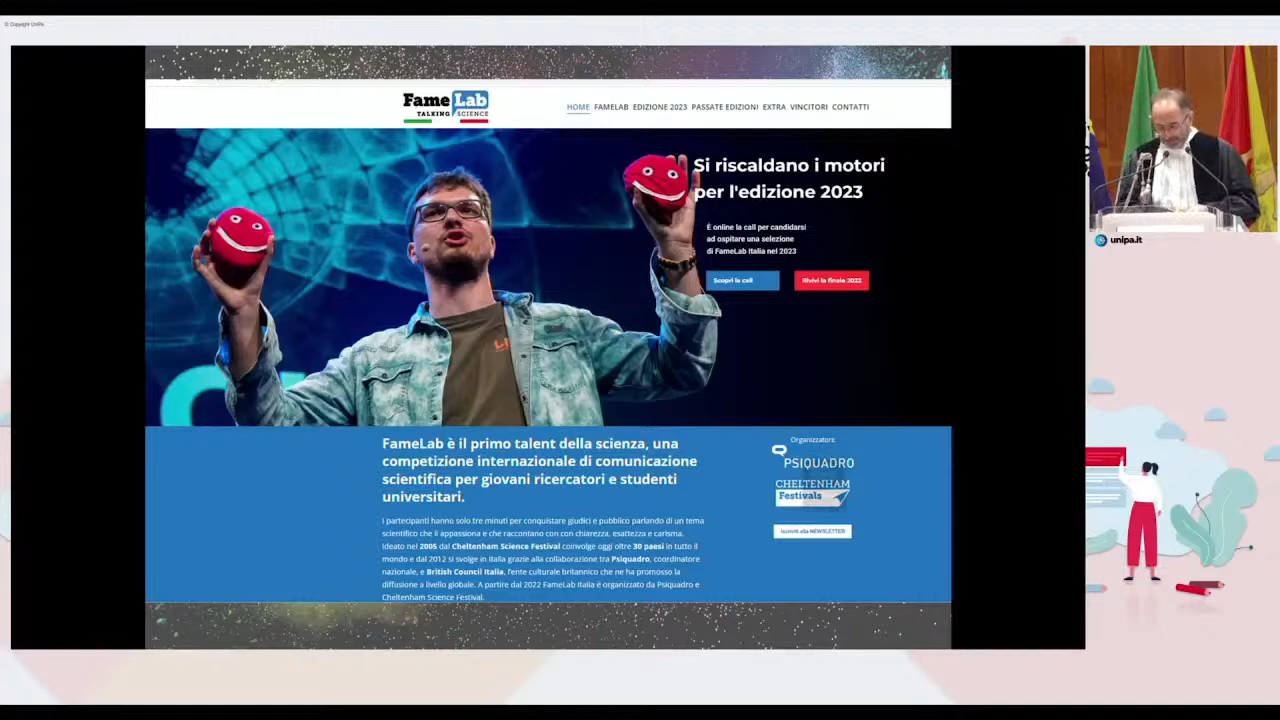 © Copyright UniPa
FameLab
TALKING SCIENCE
HOME FAMELAB EDIZIONE 2023 PASSATE EDIZIONI EXTRA VINCITORI CONTATTI
Si riscaldano i motori
per l'edizione 2023
È online la call per candidarsi
ad ospitare una selezione
di FameLab Italia nel 2023
Scopri la call
Rivivi la finale 2022
unipa.it
FameLab è il primo talent della scienza, una
competizione internazionale di comunicazione
scientifica per giovani ricercatori e studenti
universitari.
I partecipanti hanno solo tre minuti per conquistare giudici e pubblico parlando di un tema
scientifico che li appassiona e che raccontano con con chiarezza, esattezza e carisma.
Ideato nel 2005 dal Cheltenham Science Festival coinvolge oggi oltre 30 paesi in tutto il
mondo e dal 2012 si svolge in Italia grazie alla collaborazione tra Psiquadro, coordinatore
nazionale, e British Council Italia, l'ente culturale britannico che ne ha promosso la
diffusione a livello globale. A partire dal 2022 FameLab Italia è organizzato da Psiquadro e
Cheltenham Science Festival.
Organizzatori:
PSIQUADRO
CHELTENHAM
Festivals
Iscriviti alla NEWSLETTER